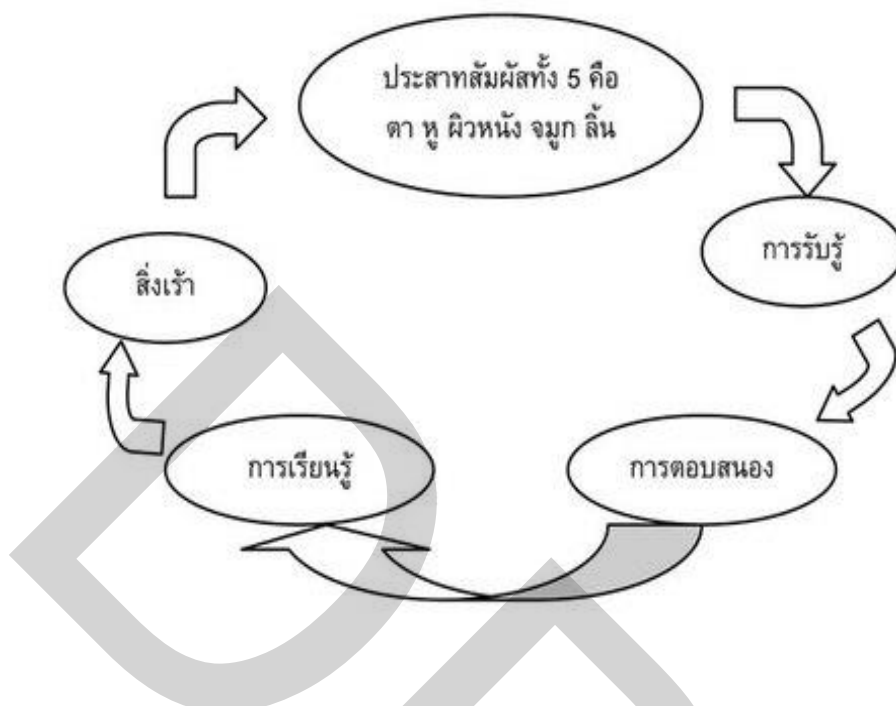 ประสาทสัมผัสทั้ง 5 คือ
ตา หู ผิวหนัง จมูก ลิ้น
การรับรู้
สิ่งเร้า
การเรียนรู้
การตอบสนอง